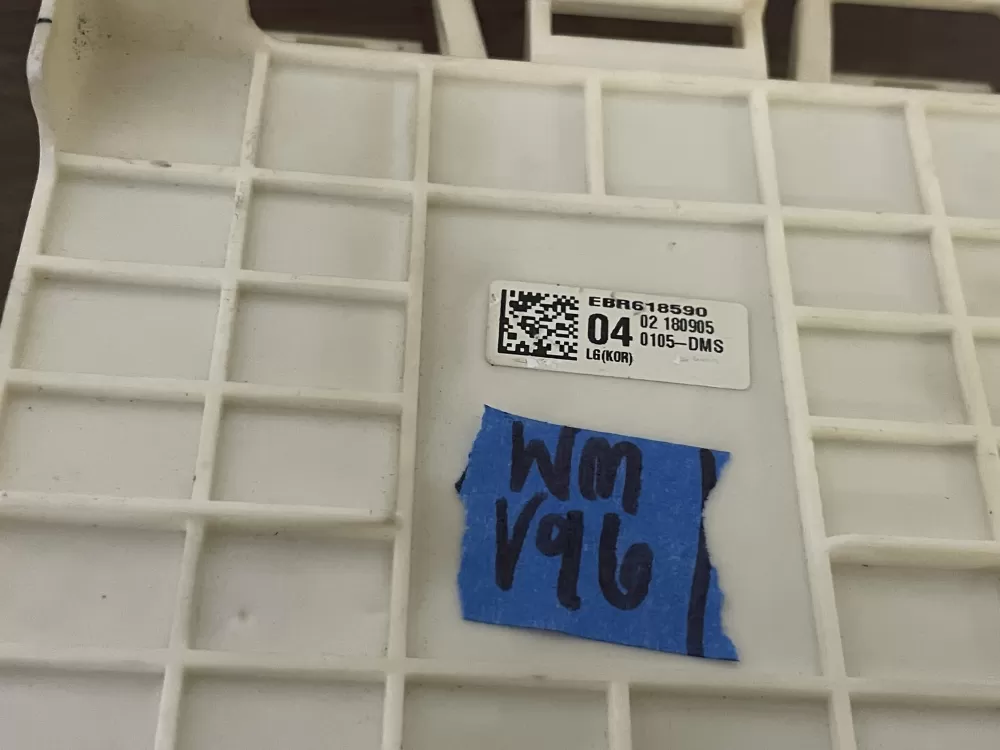 EBR618590
04 02 180905
0105-DMS
LG(KOR)
WM
V96